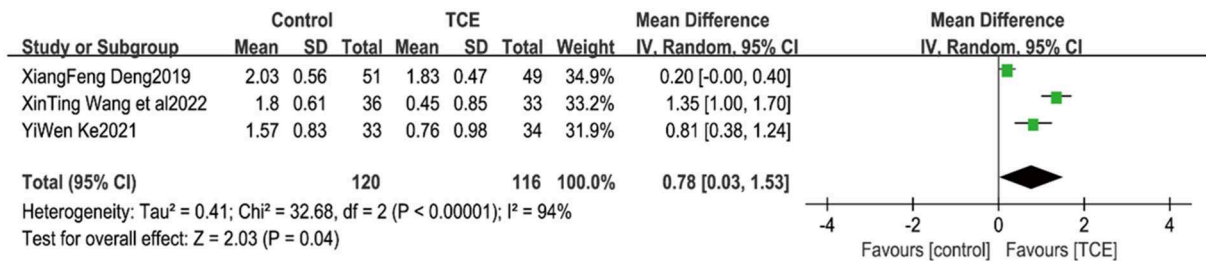 Control TCE Mean Difference Mean Difference
Study or Subgroup Mean SD Total Mean SD Total Weight IV, Random, 95% CI IV, Random, 95% CI
XiangFeng Deng2019 2.03 0.56 51 1.83 0.47 49 34.9% 0.20 [-0.00, 0.40]
XinTing Wang et al2022 1.8 0.61 36 0.45 0.85 33 33.2% 1.35 [1.00, 1.70]
YiWen Ke2021 1.57 0.83 33 0.76 0.98 34 31.9% 0.81 [0.38, 1.24]
Total (95% CI) 120 116 100.0% 0.78 [0.03, 1.53]
Heterogeneity: Tau² = 0.41; Chi² = 32.68, df = 2 (P < 0.00001); I² = 94%
Test for overall effect: Z = 2.03 (P = 0.04)
-4 -2 0 2 4
Favours [control] Favours [TCE]